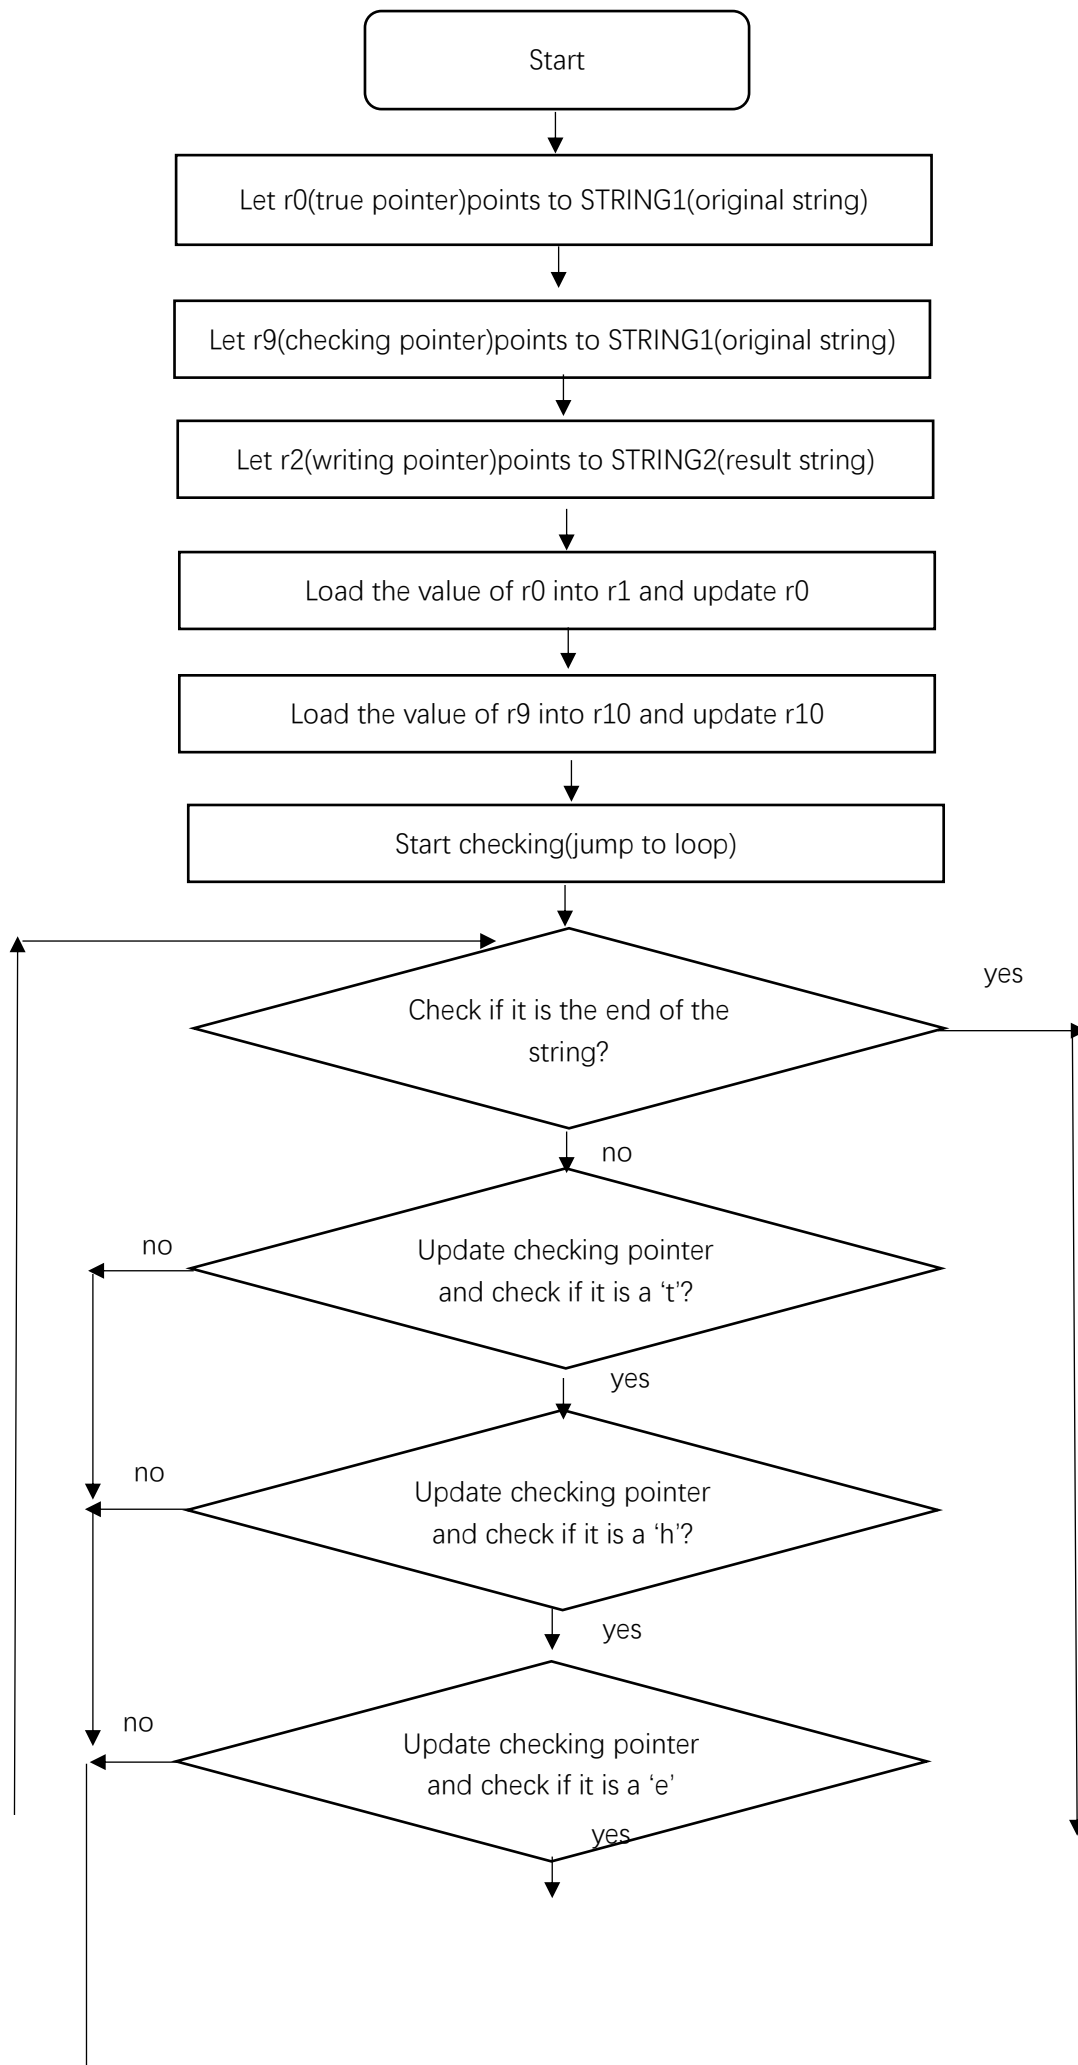 Start
Let r0(true pointer)points to STRING1(original string)
Let r9(checking pointer)points to STRING1(original string)
Let r2(writing pointer)points to STRING2(result string)
Load the value of r0 into r1 and update r0
Load the value of r9 into r10 and update r10
Start checking(jump to loop)
yes
Check if it is the end of the
string?
no
no
Update checking pointer
and check if it is a ‘t’?
yes
no
Update checking pointer
and check if it is a ‘h’?
yes
no
Update checking pointer
and check if it is a ‘e’
yes